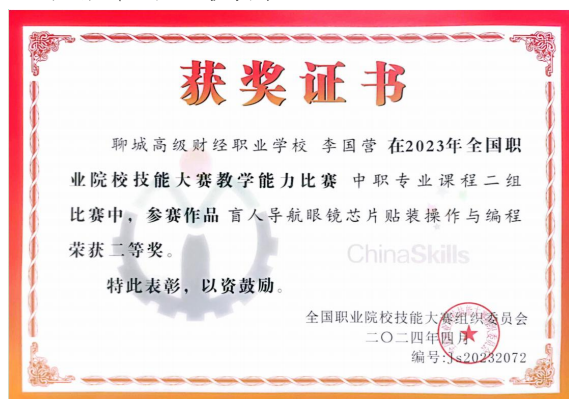 获奖证书
聊城高级财经职业学校 李国营 在2023年全国职
业院校技能大赛教学能力比赛 中职专业课程二组
比赛中，参赛作品 盲人导航眼镜芯片贴装操作与编程
荣获二等奖。
ChinaSkills
特此表彰，以资鼓励。
全国职业院校技能大赛组织委员会
二〇二四年四月
编号:Js20232072